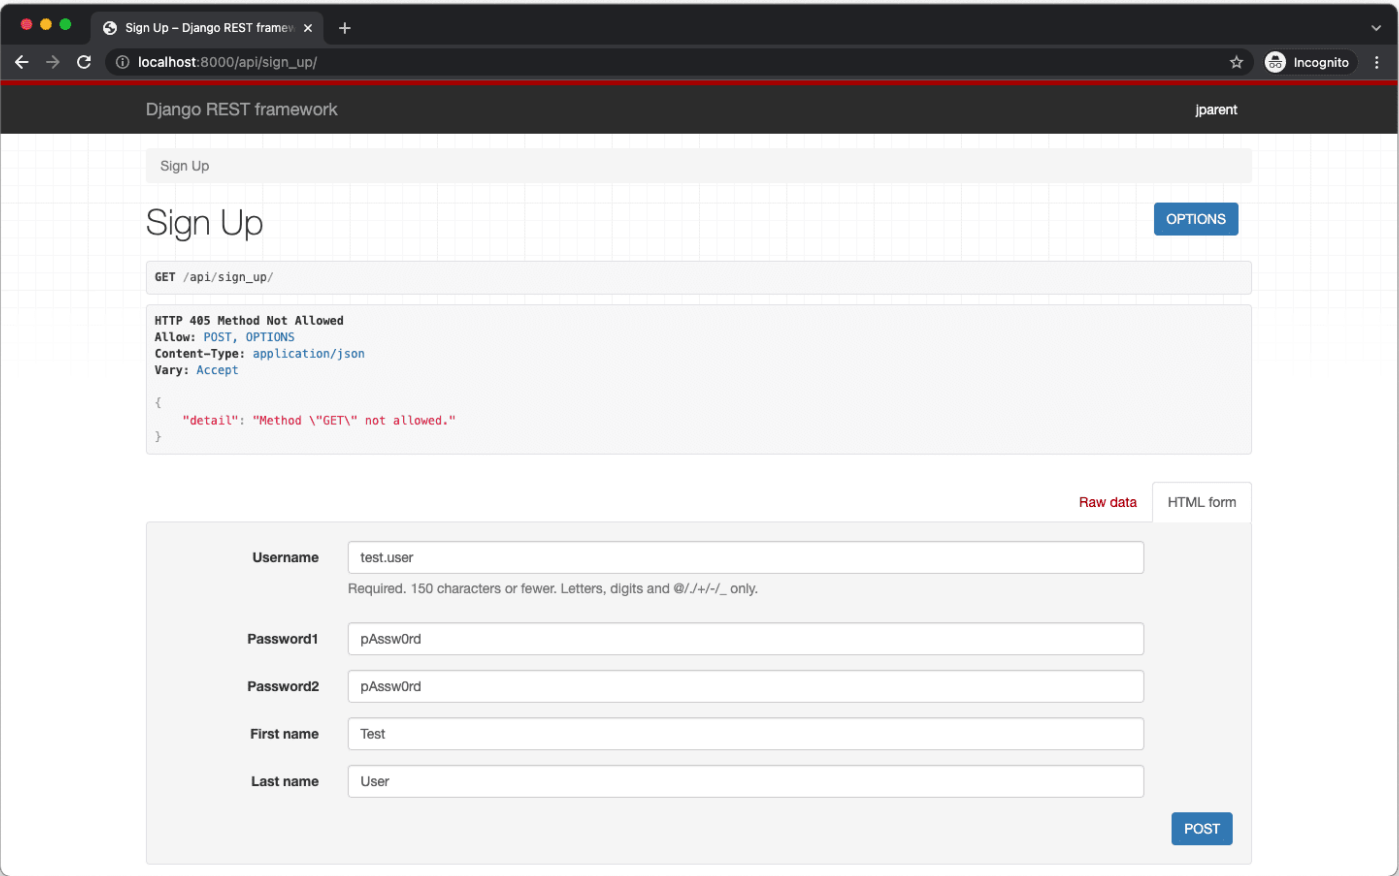 Sign Up – Django REST framew
localhost:8000/api/sign_up/
Incognito
Django REST framework
jparent
Sign Up
Sign Up
OPTIONS
GET /api/sign_up/
HTTP 405 Method Not Allowed
Allow: POST, OPTIONS
Content-Type: application/json
Vary: Accept
{
"detail": "Method \"GET\" not allowed."
}
Raw data
HTML form
Username
test.user
Required. 150 characters or fewer. Letters, digits and @/./+/-/_ only.
Password1
pAssw0rd
Password2
pAssw0rd
First name
Test
Last name
User
POST